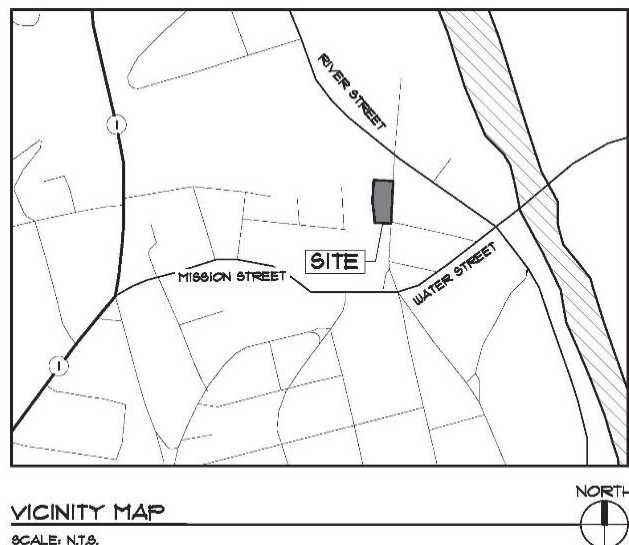 RIVER STREET
1
SITE
MISSION STREET
WATER STREET
1
VICINITY MAP
SCALE: N.T.S.
NORTH